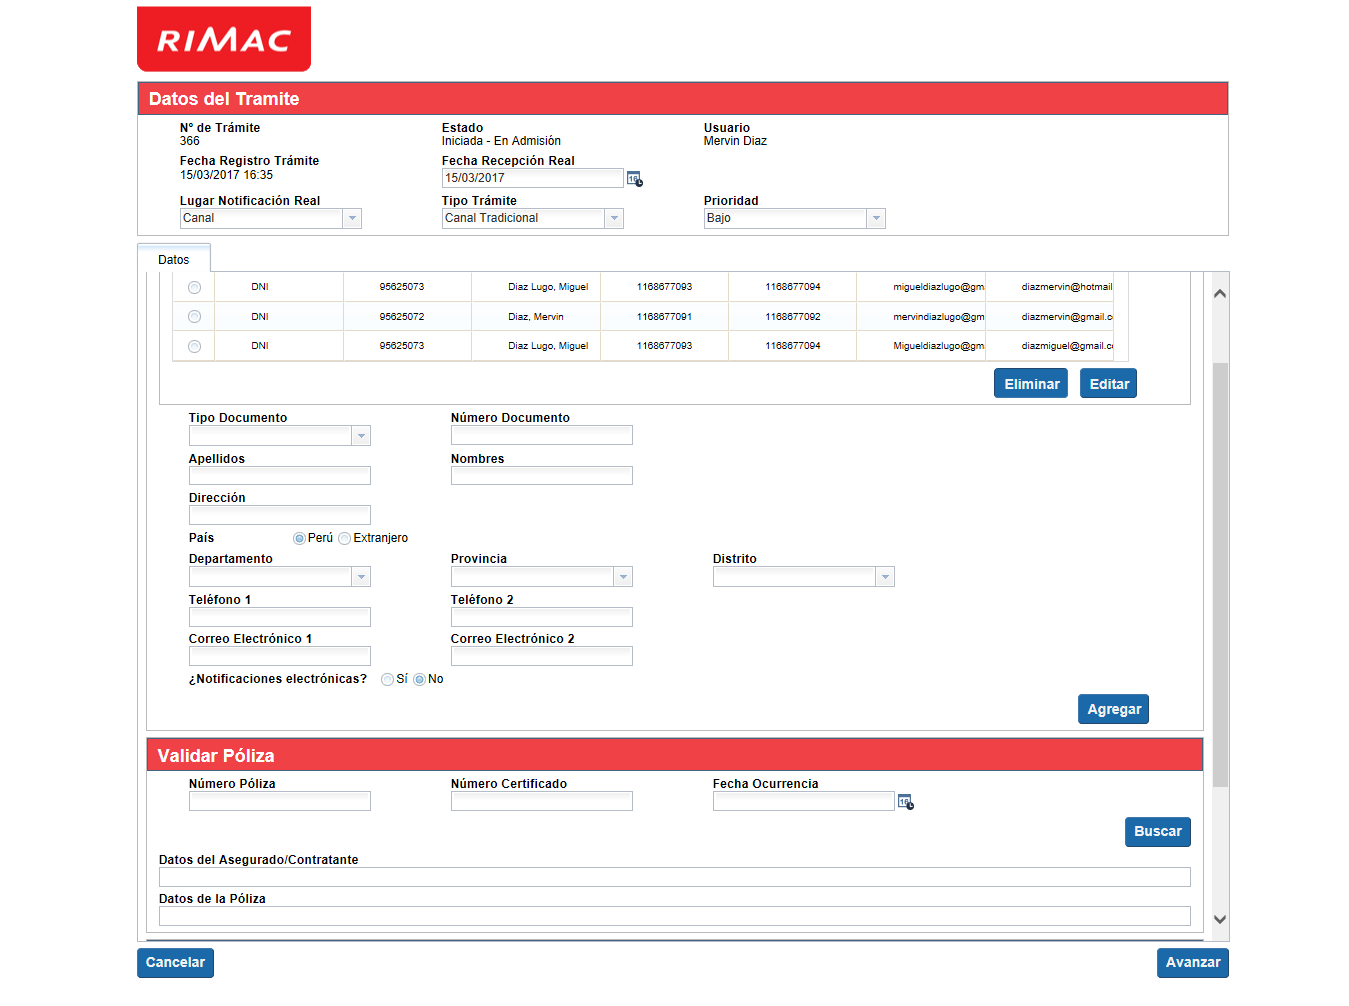 RIMAC
Datos del Tramite
Nº de Trámite Estado Usuario
366 Iniciada - En Admisión Mervin Diaz
Fecha Registro Trámite Fecha Recepción Real
15/03/2017 16:35 15/03/2017
Lugar Notificación Real Tipo Trámite Prioridad
Canal Canal Tradicional Bajo
Datos
DNI 95625073 Diaz Lugo, Miguel 1168677093 1168677094 migueldiazlugo@gm diazmervin@hotmail
DNI 95625072 Diaz, Mervin 1168677091 1168677092 mervindiazlugo@gm diazmervin@gmail.c
DNI 95625073 Diaz Lugo, Miguel 1168677093 1168677094 Migueldiazlugo@gm diazmiguel@gmail.c
Eliminar Editar
Tipo Documento Número Documento
Apellidos Nombres
Dirección
País Perú Extranjero
Departamento Provincia Distrito
Teléfono 1 Teléfono 2
Correo Electrónico 1 Correo Electrónico 2
¿Notificaciones electrónicas? Sí No
Agregar
Validar Póliza
Número Póliza Número Certificado Fecha Ocurrencia
Buscar
Datos del Asegurado/Contratante
Datos de la Póliza
Cancelar Avanzar